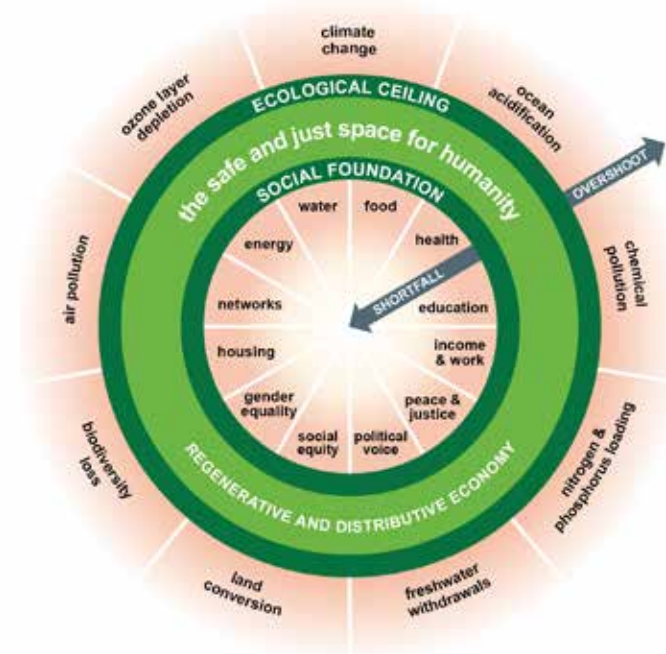 climate
change
ocean
acidification
chemical
pollution
nitrogen &
phosphorus loading
freshwater
withdrawals
land
conversion
biodiversity
loss
air pollution
ozone layer
depletion
OVERSHOOT
ECOLOGICAL CEILING
the safe and just space for humanity
SOCIAL FOUNDATION
water
food
health
SHORTFALL
education
income
& work
peace &
justice
political
voice
social
equity
gender
equality
housing
networks
energy
REGENERATIVE AND DISTRIBUTIVE ECONOMY